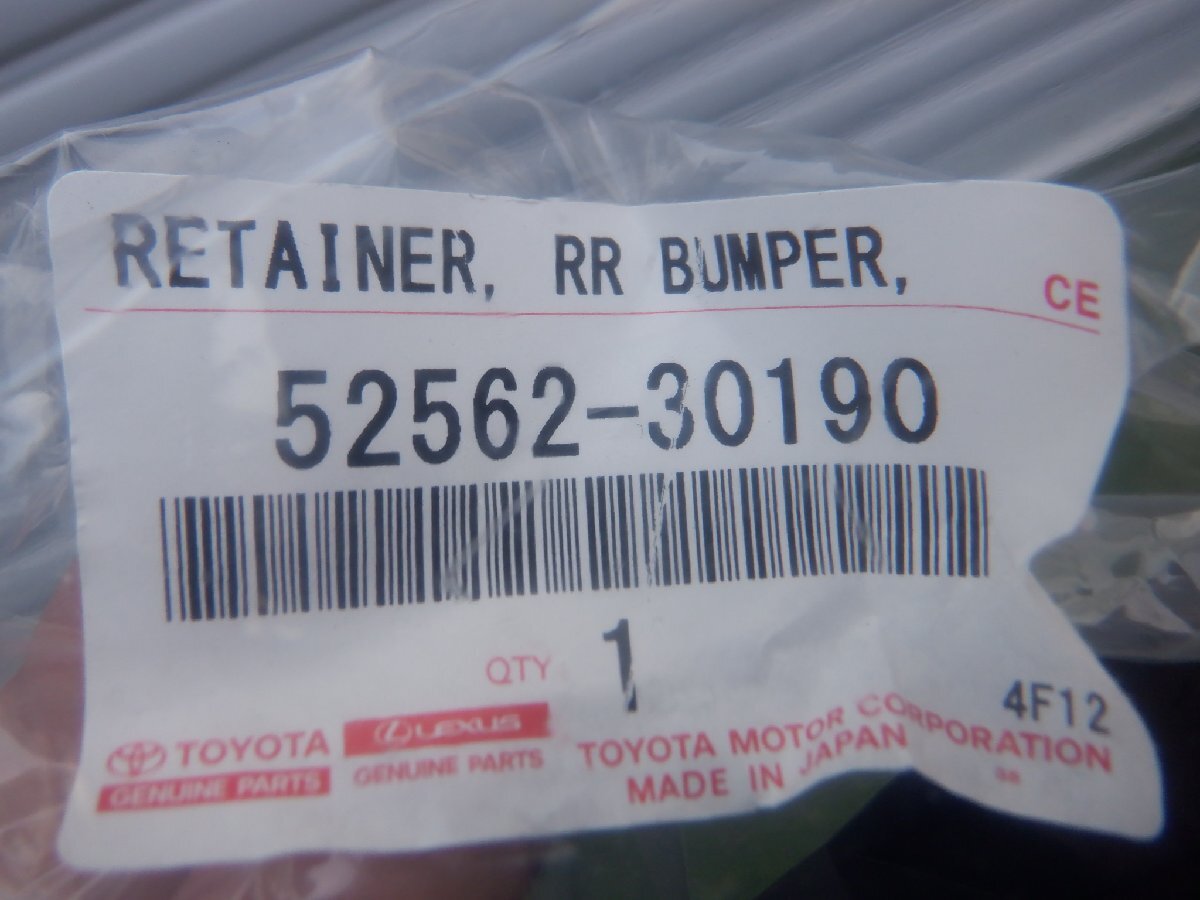 RETAINER, RR BUMPER,
CE
52562-30190
QTY 1
4F12
TOYOTA
GENUINE PARTS
LEXUS
GENUINE PARTS
TOYOTA MOTOR CORPORATION
MADE IN JAPAN